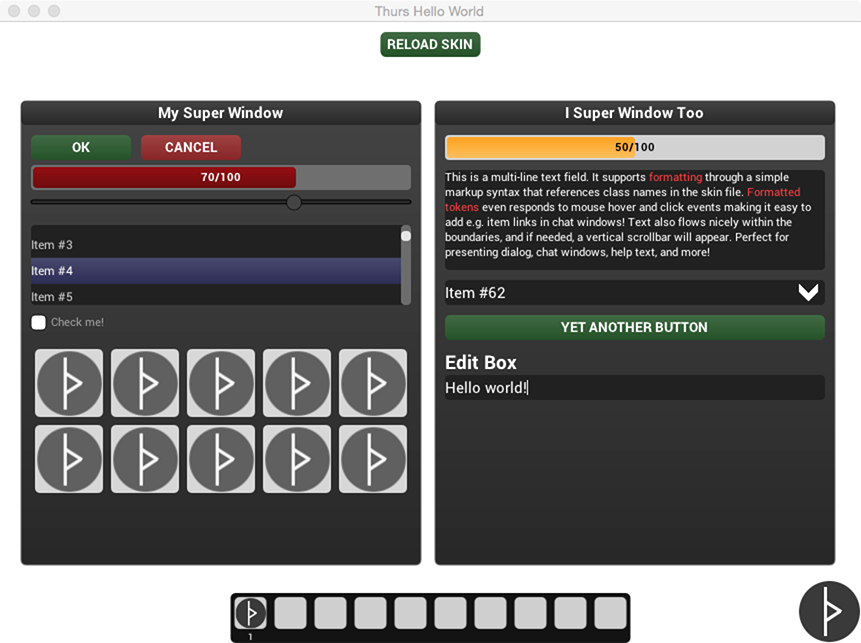 Thurs Hello World
RELOAD SKIN
My Super Window
OK
CANCEL
70/100
Item #3
Item #4
Item #5
Check me!
I Super Window Too
50/100
This is a multi-line text field. It supports formatting through a simple
markup syntax that references class names in the skin file. Formatted
tokens even responds to mouse hover and click events making it easy to
add e.g. item links in chat windows! Text also flows nicely within the
boundaries, and if needed, a vertical scrollbar will appear. Perfect for
presenting dialog, chat windows, help text, and more!
Item #62
YET ANOTHER BUTTON
Edit Box
Hello world!
1